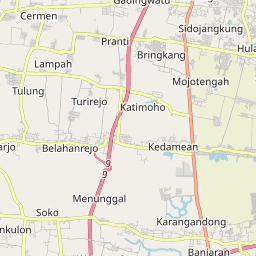 Gadingwatu
Cermen
Sidojangkung
Pranti
Hula
Bringkang
Lampah
Mojotengah
Tulung
Turirejo
Katimoho
arjo
Belahanrejo
Kedamean
9
9
Menunggal
Soko
Karangandong
nkulon
Banjaran